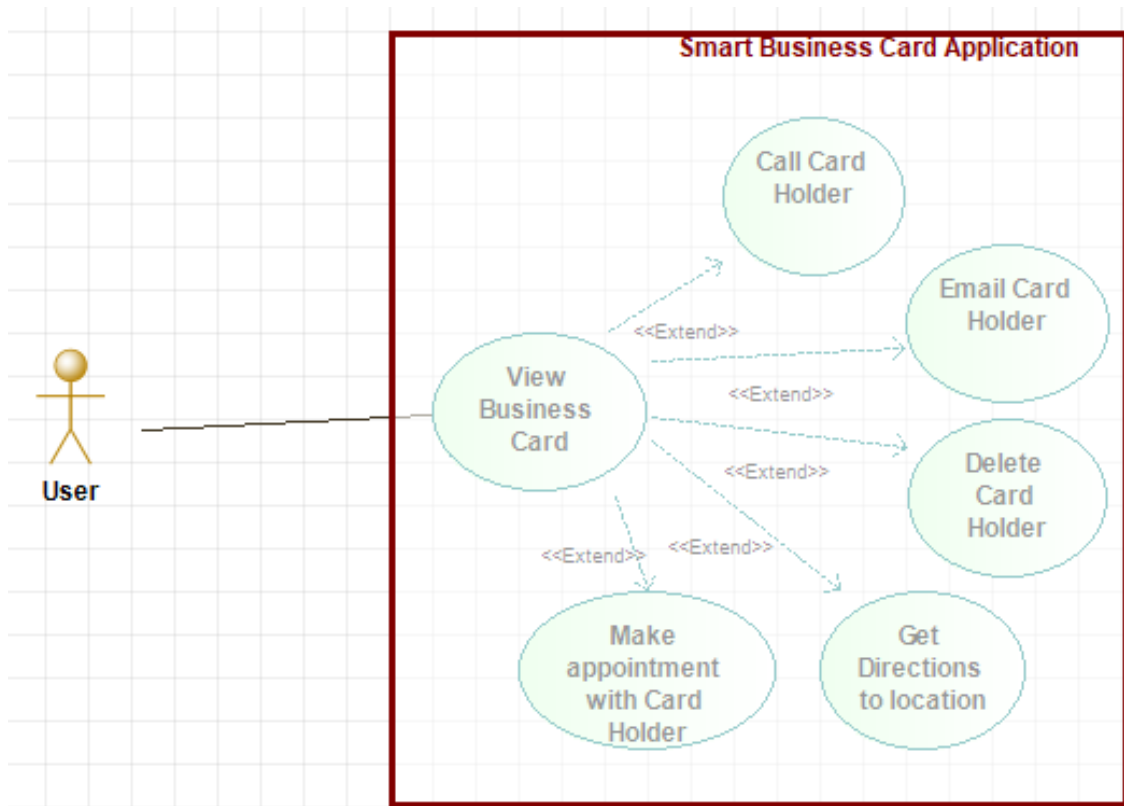 Smart Business Card Application
Call Card
Holder
Email Card
Holder
<<Extend>>
View
Business
Card
<<Extend>>
Delete
Card
Holder
<<Extend>>
User
<<Extend>>
<<Extend>>
Make
appointment
with Card
Holder
Get
Directions
to location